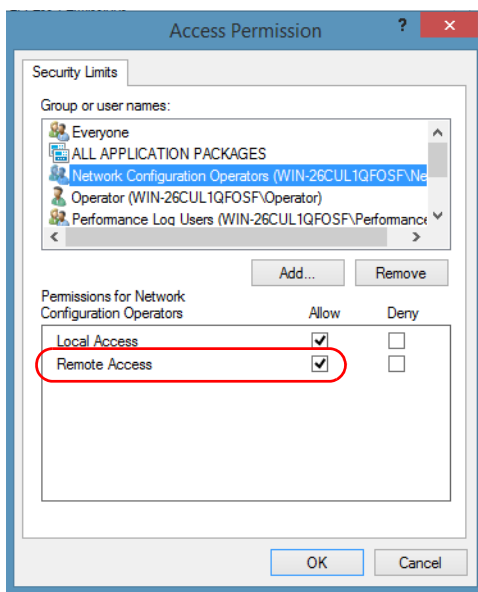 Access Permission
?
Security Limits
Group or user names:
Everyone
ALL APPLICATION PACKAGES
Network Configuration Operators (WIN-26CUL1QFOSF\Ne
Operator (WIN-26CUL1QFOSF\Operator)
Performance Log Users (WIN-26CUL1QFOSF\Performance
Add...
Remove
Permissions for Network
Configuration Operators
Allow
Deny
Local Access
Remote Access
OK
Cancel